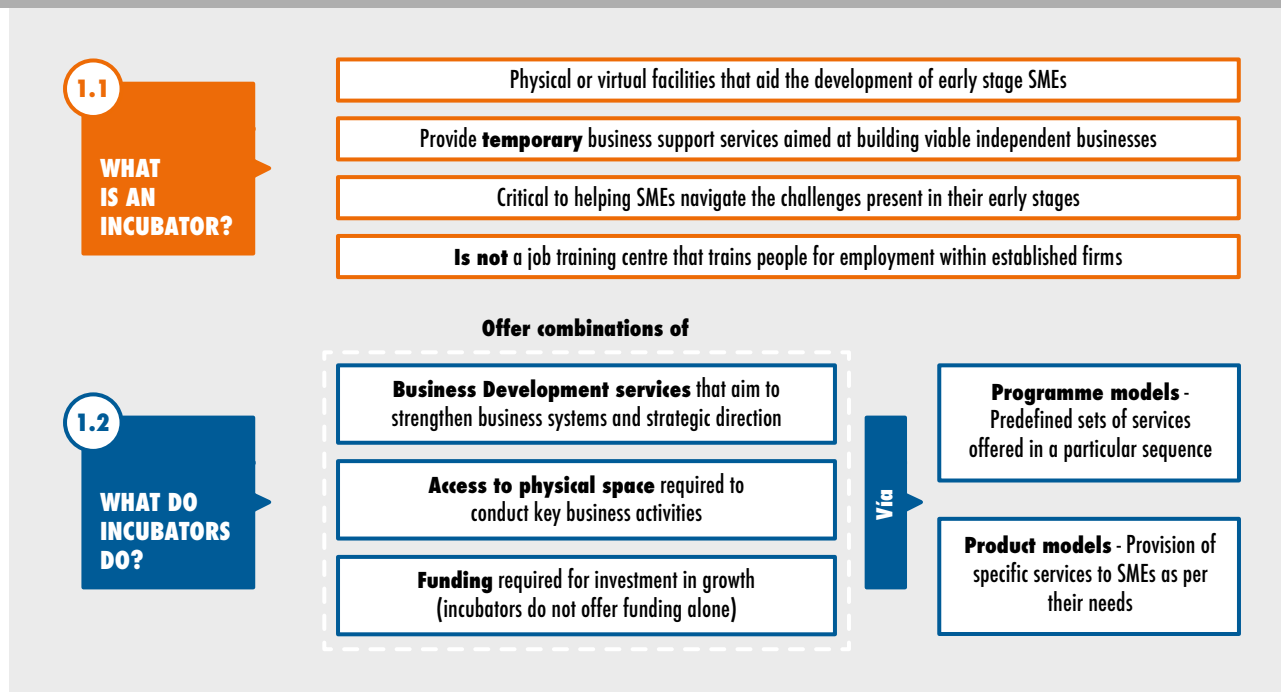 1.1
WHAT
IS AN
INCUBATOR?
Physical or virtual facilities that aid the development of early stage SMEs
Provide temporary business support services aimed at building viable independent businesses
Critical to helping SMEs navigate the challenges present in their early stages
Is not a job training centre that trains people for employment within established firms
1.2
WHAT DO
INCUBATORS
DO?
Offer combinations of
Business Development services that aim to
strengthen business systems and strategic direction
Access to physical space required to
conduct key business activities
Funding required for investment in growth
(incubators do not offer funding alone)
Vía
Programme models -
Predefined sets of services
offered in a particular sequence
Product models - Provision of
specific services to SMEs as per
their needs